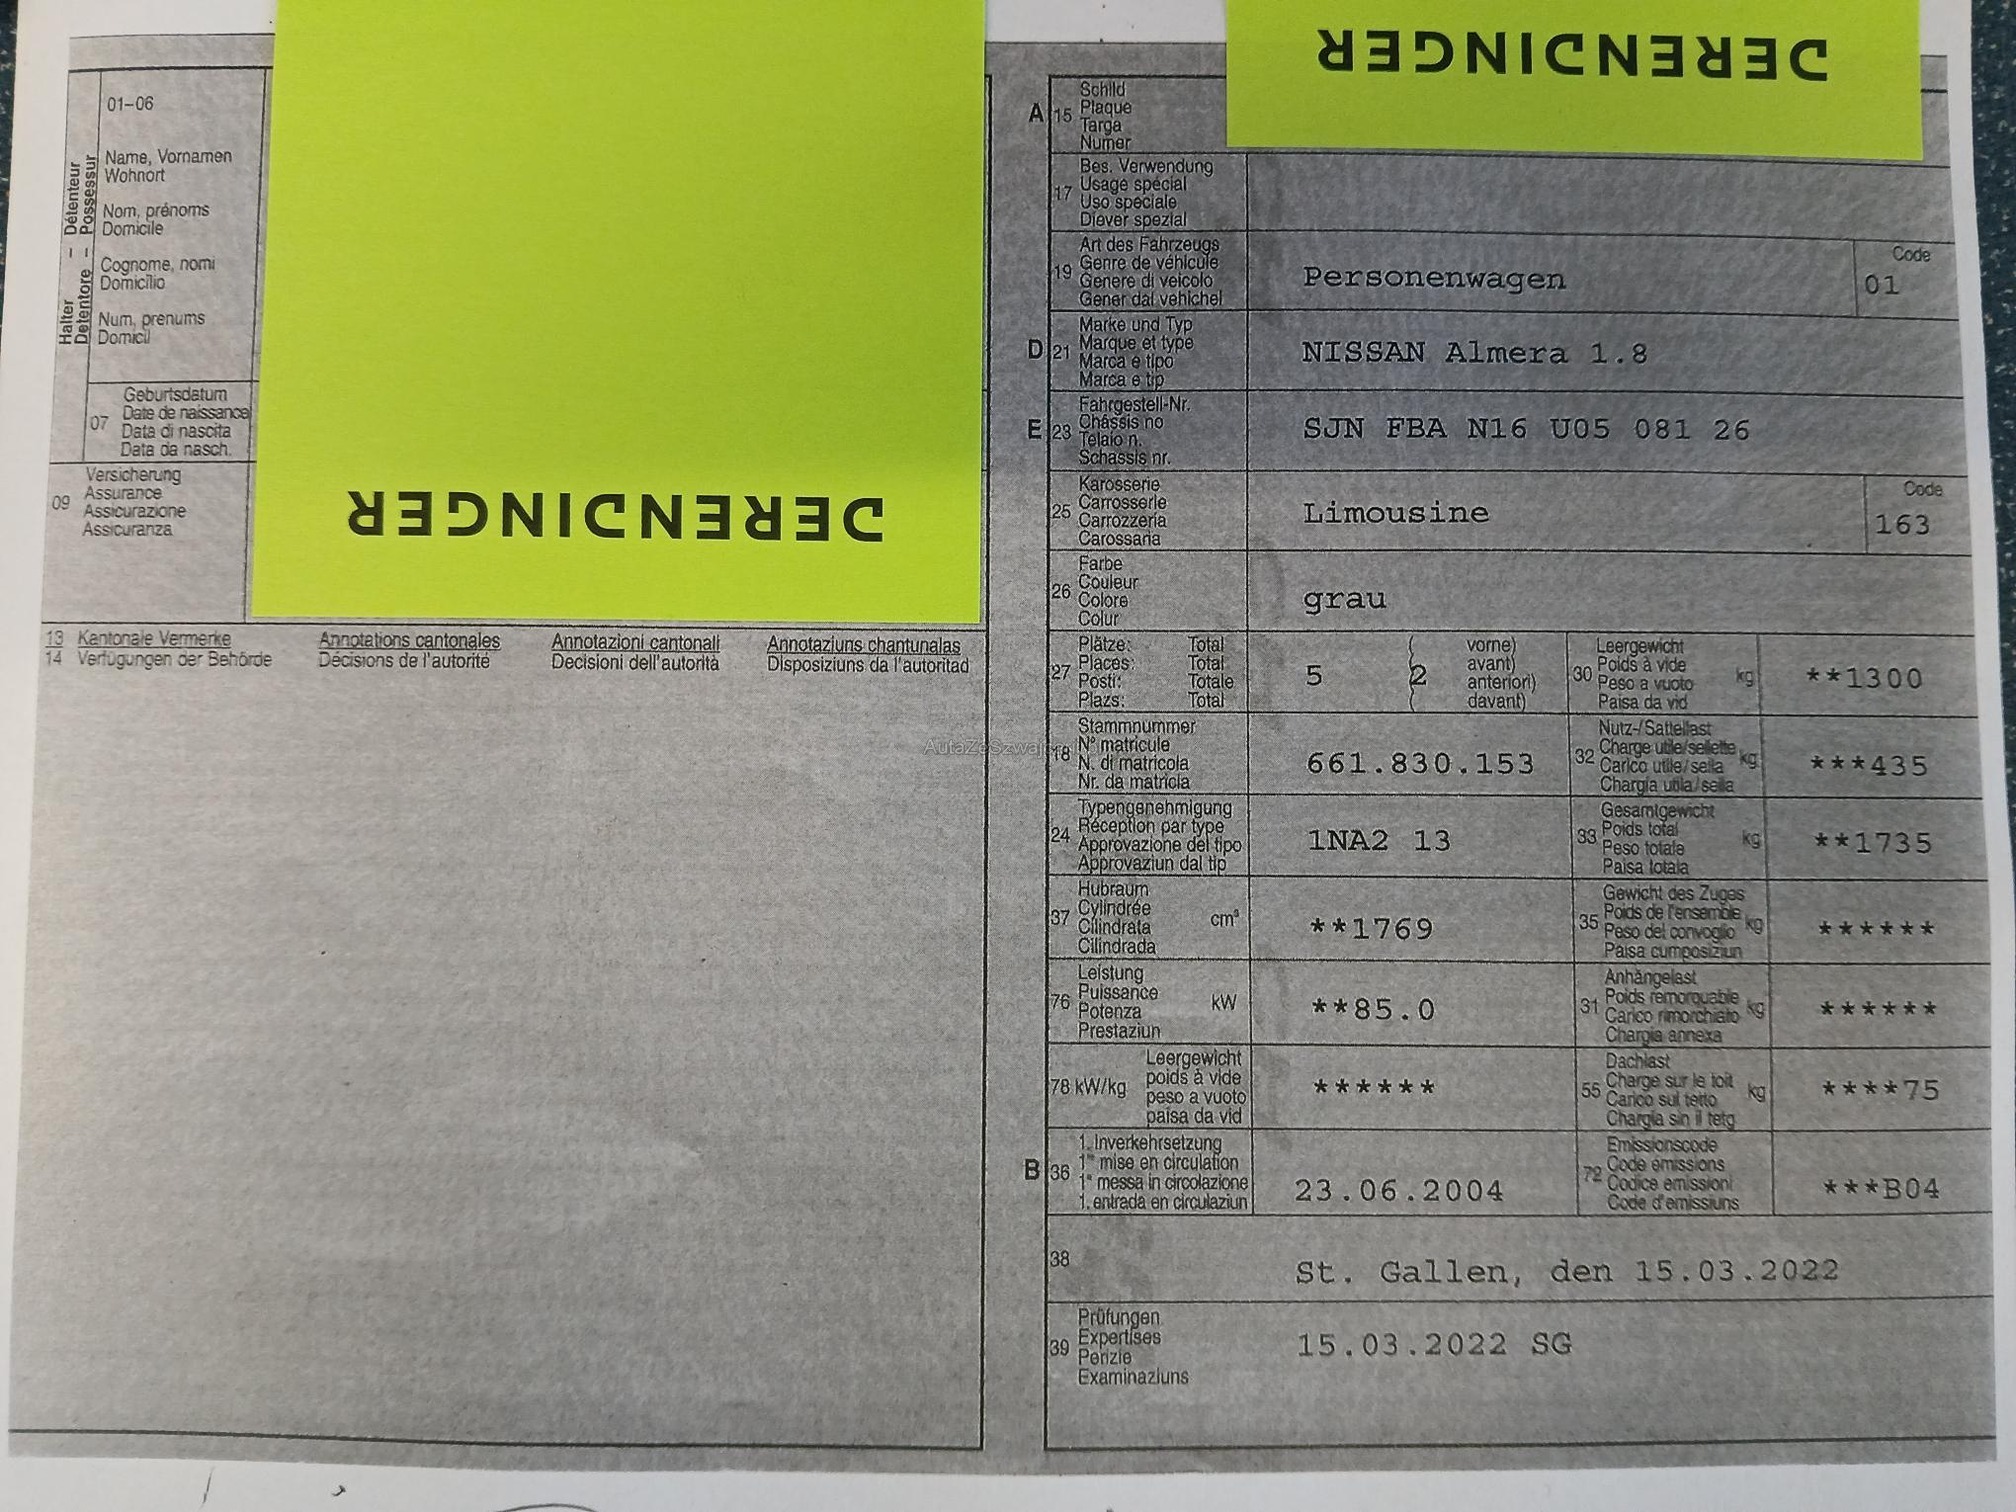 DERENDINGER
DERENDINGER
Halter – Détenteur
Detentore – Possessur
01–06
Name, Vornamen
Wohnort
Nom, prénoms
Domicile
Cognome, nomi
Domicilio
Num, prenums
Domicil
07
Geburtsdatum
Date de naissance
Data di nascita
Data da nasch.
09
Versicherung
Assurance
Assicurazione
Assicuranza
13 Kantonale Vermerke Annotations cantonales Annotazioni cantonali Annotaziuns chantunalas
14 Verfügungen der Behörde Décisions de l'autorité Decisioni dell'autorità Disposiziuns da l'autoritad
A 15
Schild
Plaque
Targa
Numer
17
Bes. Verwendung
Usage spécial
Uso speciale
Diever spezial
19
Art des Fahrzeugs
Genre de véhicule
Genere di veicolo
Gener dal vehichel
Personenwagen
Code
01
D 21
Marke und Typ
Marque et type
Marca e tipo
Marca e tip
NISSAN Almera 1.8
E 23
Fahrgestell-Nr.
Châssis no
Telaio n.
Schassis nr.
SJN FBA N16 U05 081 26
25
Karosserie
Carrosserie
Carrozzeria
Carossaria
Limousine
Code
163
26
Farbe
Couleur
Colore
Colur
grau
27
Plätze: Total
Places: Total
Posti: Totale
Plazs: Total
5 ( 2
vorne)
avant)
anteriori)
davant)
30
Leergewicht
Poids à vide
Peso a vuoto
Paisa da vid
kg
**1300
18
Stammnummer
N° matricule
N. di matricola
Nr. da matricla
661.830.153
32
Nutz-/Sattellast
Charge utile/sellette
Carico utile/sella
Chargia utila/sella
kg
***435
24
Typengenehmigung
Réception par type
Approvazione del tipo
Approvaziun dal tip
1NA2 13
33
Gesamtgewicht
Poids total
Peso totale
Paisa totala
kg
**1735
37
Hubraum
Cylindrée
Cilindrata
Cilindrada
cm³
**1769
35
Gewicht des Zuges
Poids de l'ensemble
Peso del convoglio
Paisa cumposiziun
kg
******
76
Leistung
Puissance
Potenza
Prestaziun
kW
**85.0
31
Anhängelast
Poids remorquable
Carico rimorchiato
Chargia annexa
kg
******
78 kW/kg
Leergewicht
poids à vide
peso a vuoto
paisa da vid
******
55
Dachlast
Charge sur le toit
Carico sul tetto
Chargia sin il tetg
kg
****75
B 36
1. Inverkehrsetzung
1re mise en circulation
1a messa in circolazione
1. entrada en circulaziun
23.06.2004
72
Emissionscode
Code émissions
Codice emissioni
Code d'emissiuns
***B04
38
St. Gallen, den 15.03.2022
39
Prüfungen
Expertises
Perizie
Examinaziuns
15.03.2022 SG